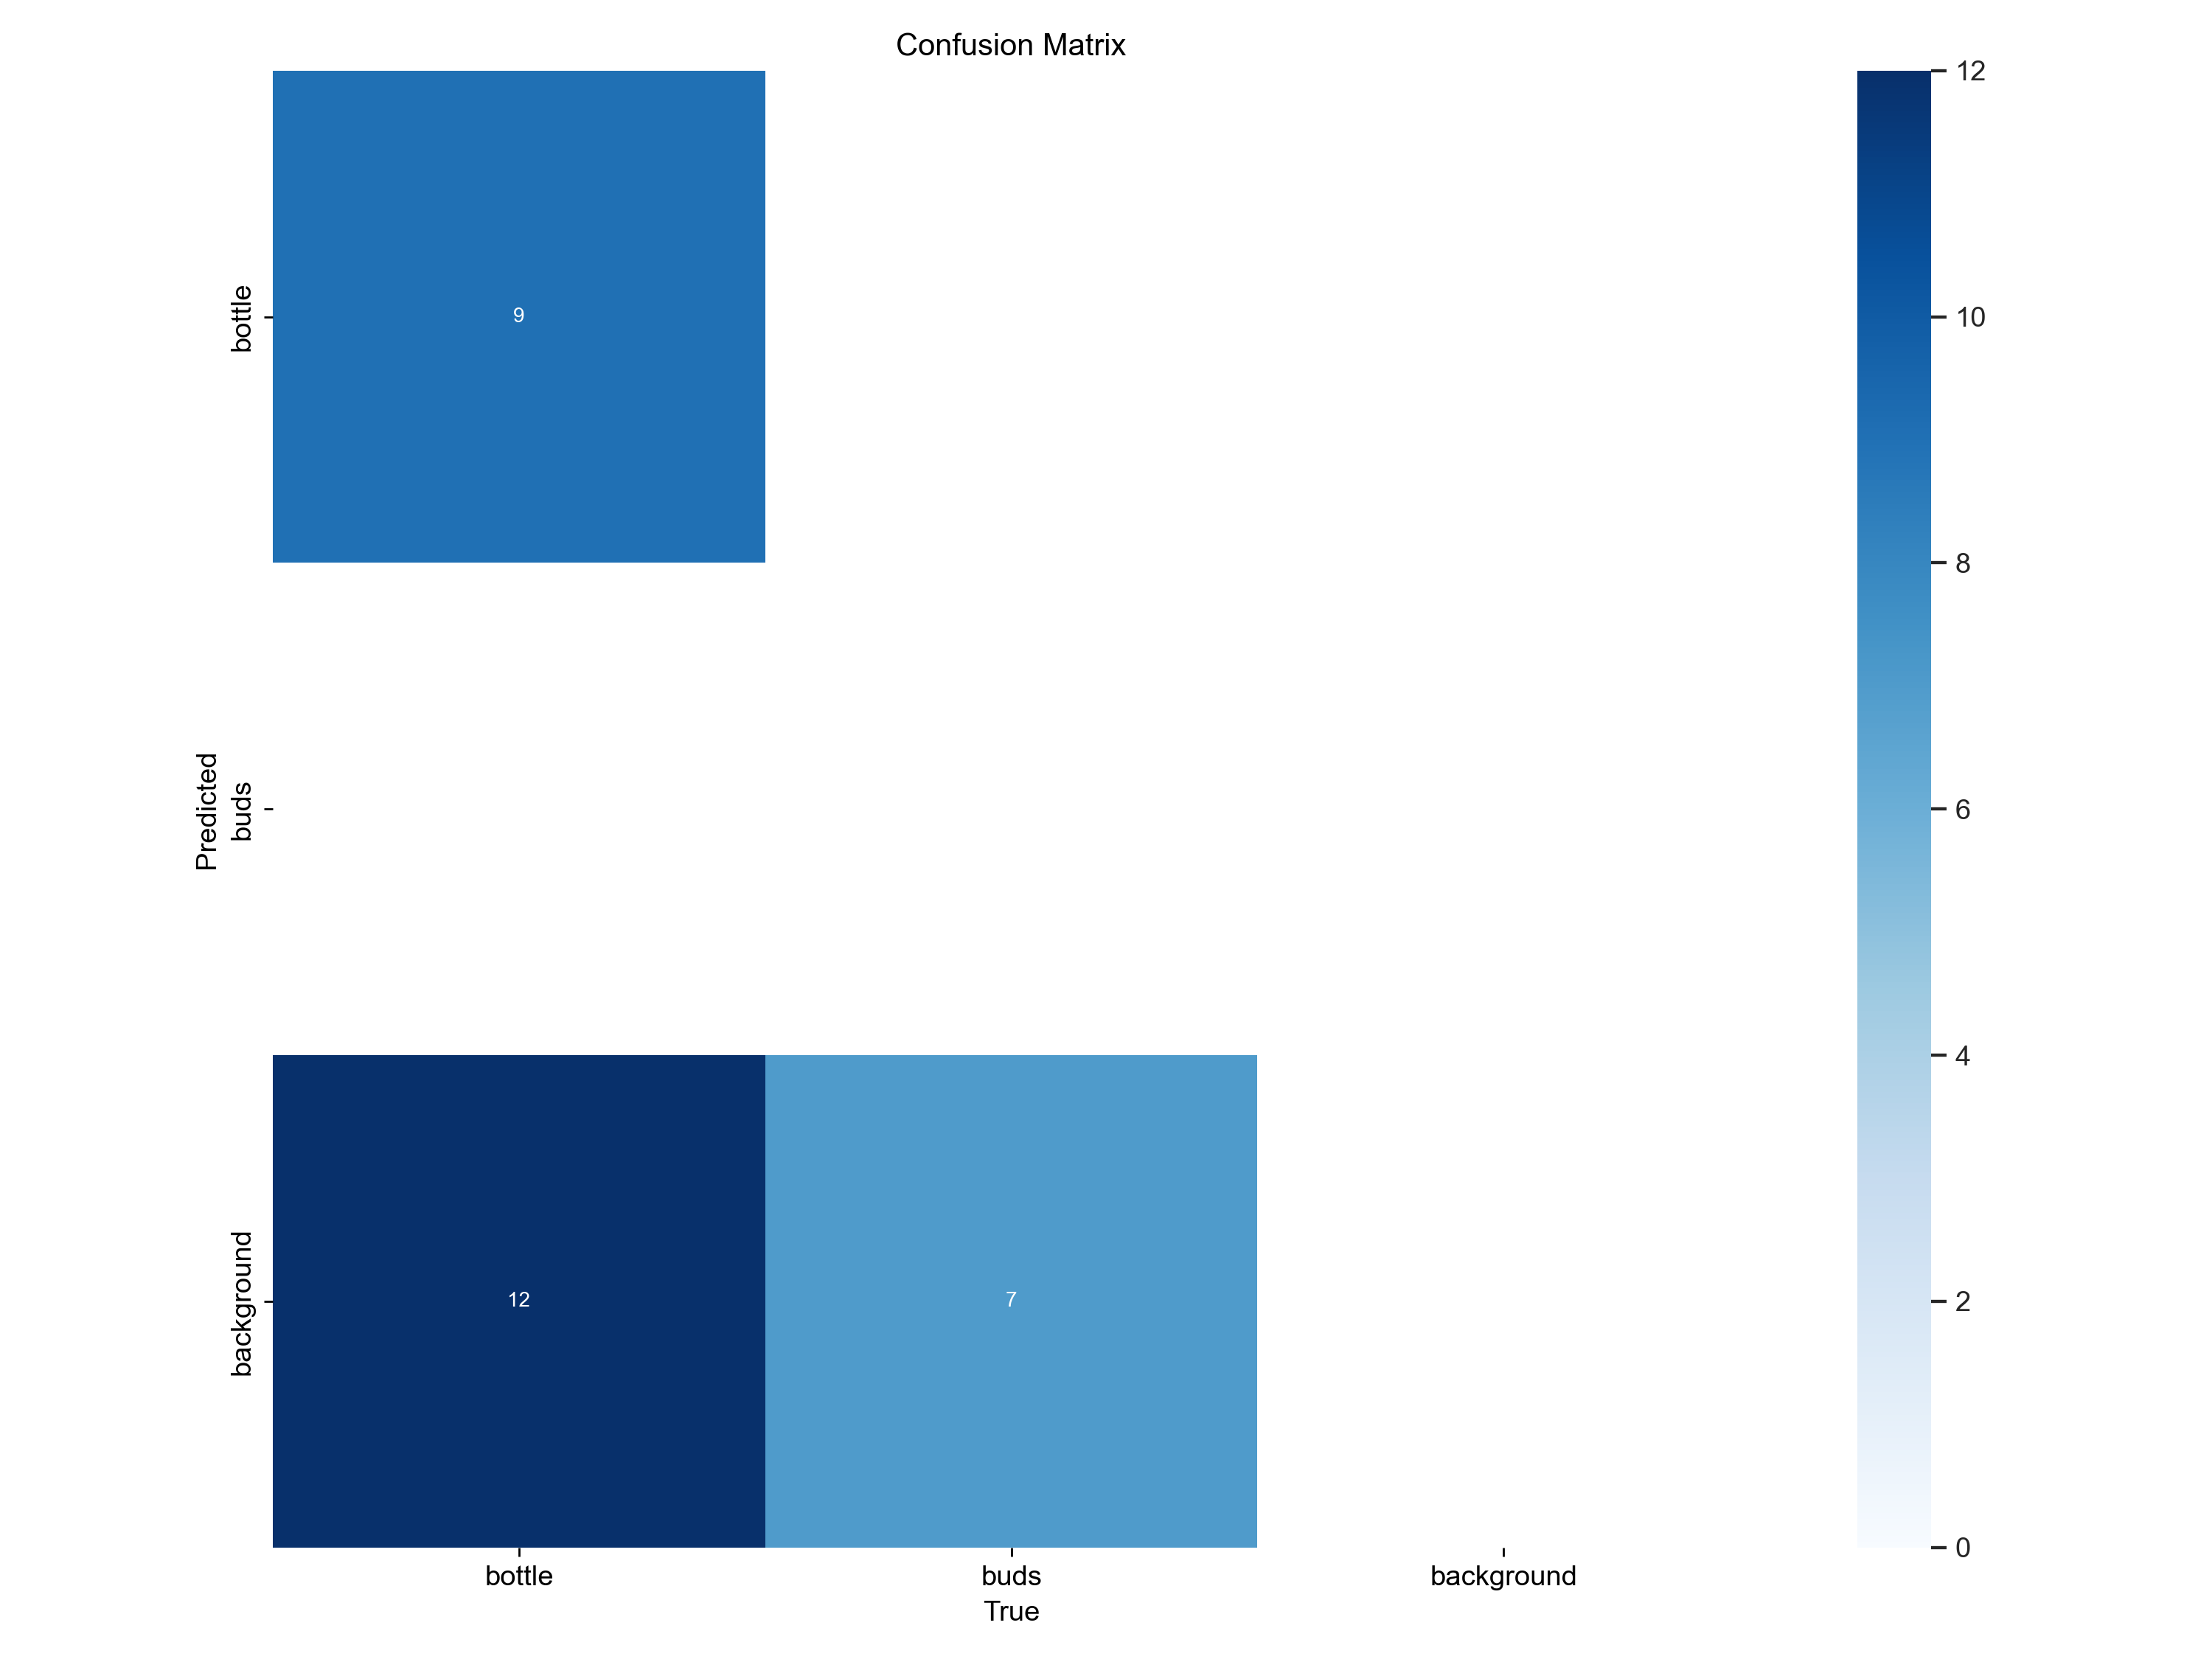 Confusion Matrix
12
10
8
6
4
2
0
bottle
buds
background
Predicted
9
12
7
bottle
buds
background
True